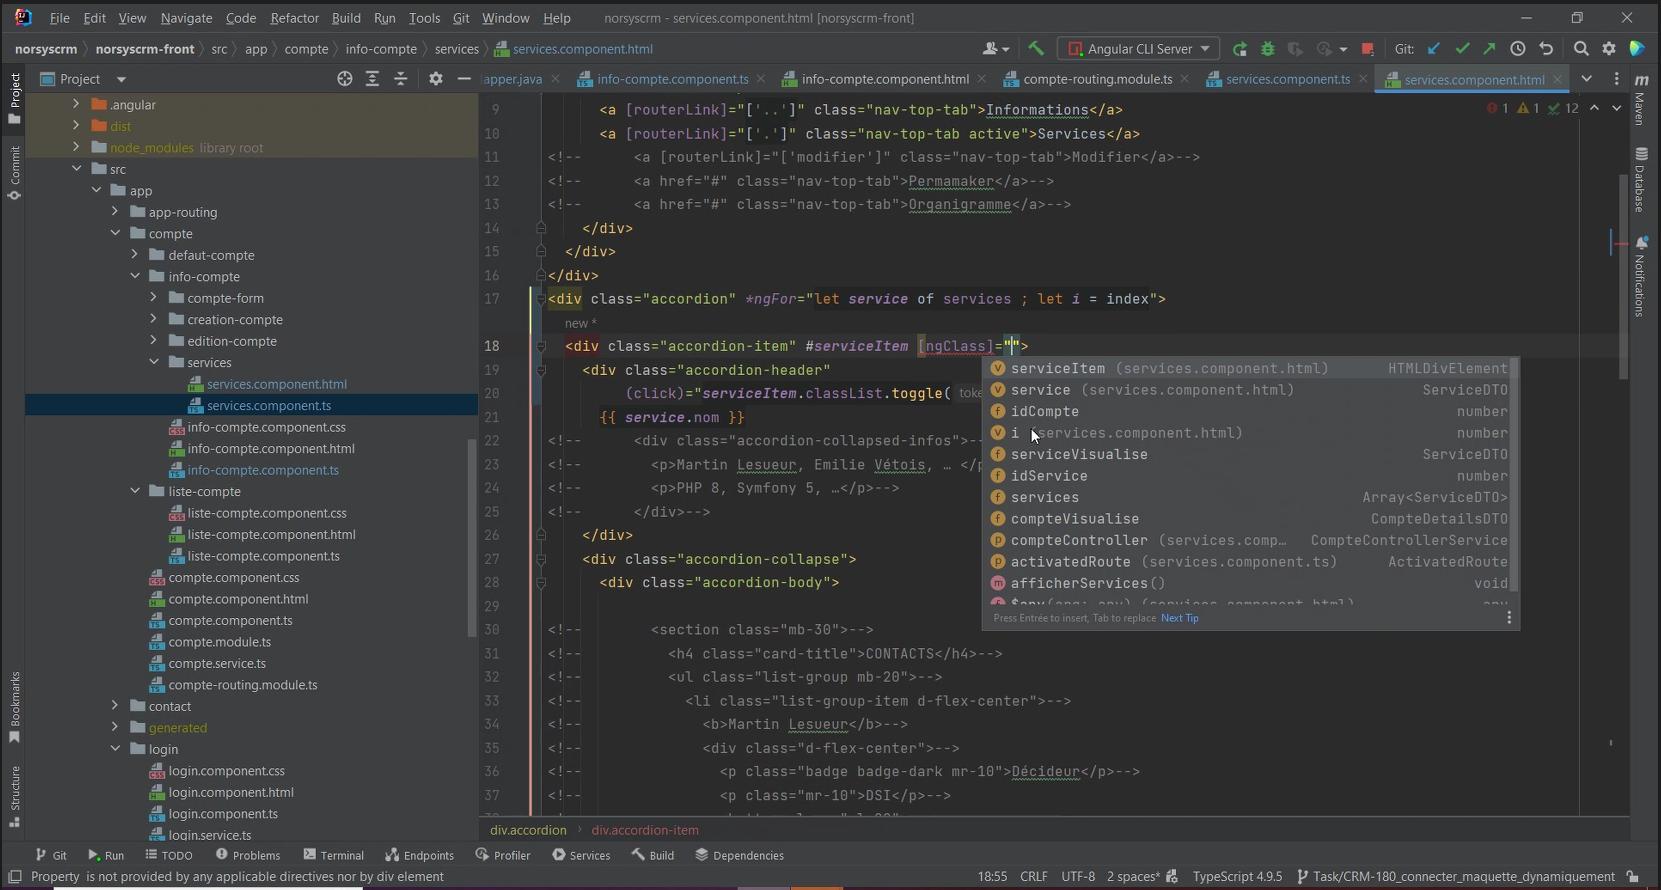 File Edit View Navigate Code Refactor Build Run Tools Git Window Help norsyscrm - services.component.html [norsyscrm-front]
norsyscrm norsyscrm-front src app compte info-compte services services.component.html Angular CLI Server Git:
Project apper.java info-compte.component.ts info-compte.component.html compte-routing.module.ts services.component.ts services.component.html
Project
Commit
Bookmarks
Structure
.angular
dist
node_modules library root
src
app
app-routing
compte
defaut-compte
info-compte
compte-form
creation-compte
edition-compte
services
services.component.html
services.component.ts
info-compte.component.css
info-compte.component.html
info-compte.component.ts
liste-compte
liste-compte.component.css
liste-compte.component.html
liste-compte.component.ts
compte.component.css
compte.component.html
compte.component.ts
compte.module.ts
compte.service.ts
compte-routing.module.ts
contact
generated
login
login.component.css
login.component.html
login.component.ts
login.service.ts
1 1 12
9 <a [routerLink]="['..']" class="nav-top-tab">Informations</a>
10 <a [routerLink]="['.']" class="nav-top-tab active">Services</a>
11 <!-- <a [routerLink]="['modifier']" class="nav-top-tab">Modifier</a>-->
12 <!-- <a href="#" class="nav-top-tab">Permamaker</a>-->
13 <!-- <a href="#" class="nav-top-tab">Organigramme</a>-->
14 </div>
15 </div>
16 </div>
17 <div class="accordion" *ngFor="let service of services ; let i = index">
new *
18 <div class="accordion-item" #serviceItem [ngClass]="">
19 <div class="accordion-header"
20 (click)="serviceItem.classList.toggle( toke
21 {{ service.nom }}
22 <!-- <div class="accordion-collapsed-infos">-
23 <!-- <p>Martin Lesueur, Emilie Vétois, … </p
24 <!-- <p>PHP 8, Symfony 5, …</p>-->
25 <!-- </div>-->
26 </div>
27 <div class="accordion-collapse">
28 <div class="accordion-body">
29
30 <!-- <section class="mb-30">-->
31 <!-- <h4 class="card-title">CONTACTS</h4>-->
32 <!-- <ul class="list-group mb-20">-->
33 <!-- <li class="list-group-item d-flex-center">-->
34 <!-- <b>Martin Lesueur</b>-->
35 <!-- <div class="d-flex-center">-->
36 <!-- <p class="badge badge-dark mr-10">Décideur</p>-->
37 <!-- <p class="mr-10">DSI</p>-->
serviceItem (services.component.html) HTMLDivElement
service (services.component.html) ServiceDTO
idCompte number
i (services.component.html) number
serviceVisualise ServiceDTO
idService number
services Array<ServiceDTO>
compteVisualise CompteDetailsDTO
compteController (services.comp… CompteControllerService
activatedRoute (services.component.ts) ActivatedRoute
afficherServices() void
$any(arg: any) (services.component.html) any
Press Entrée to insert, Tab to replace Next Tip
Maven
Database
Notifications
div.accordion div.accordion-item
Git Run TODO Problems Terminal Endpoints Profiler Services Build Dependencies
Property is not provided by any applicable directives nor by div element 18:55 CRLF UTF-8 2 spaces* TypeScript 4.9.5 Task/CRM-180_connecter_maquette_dynamiquement